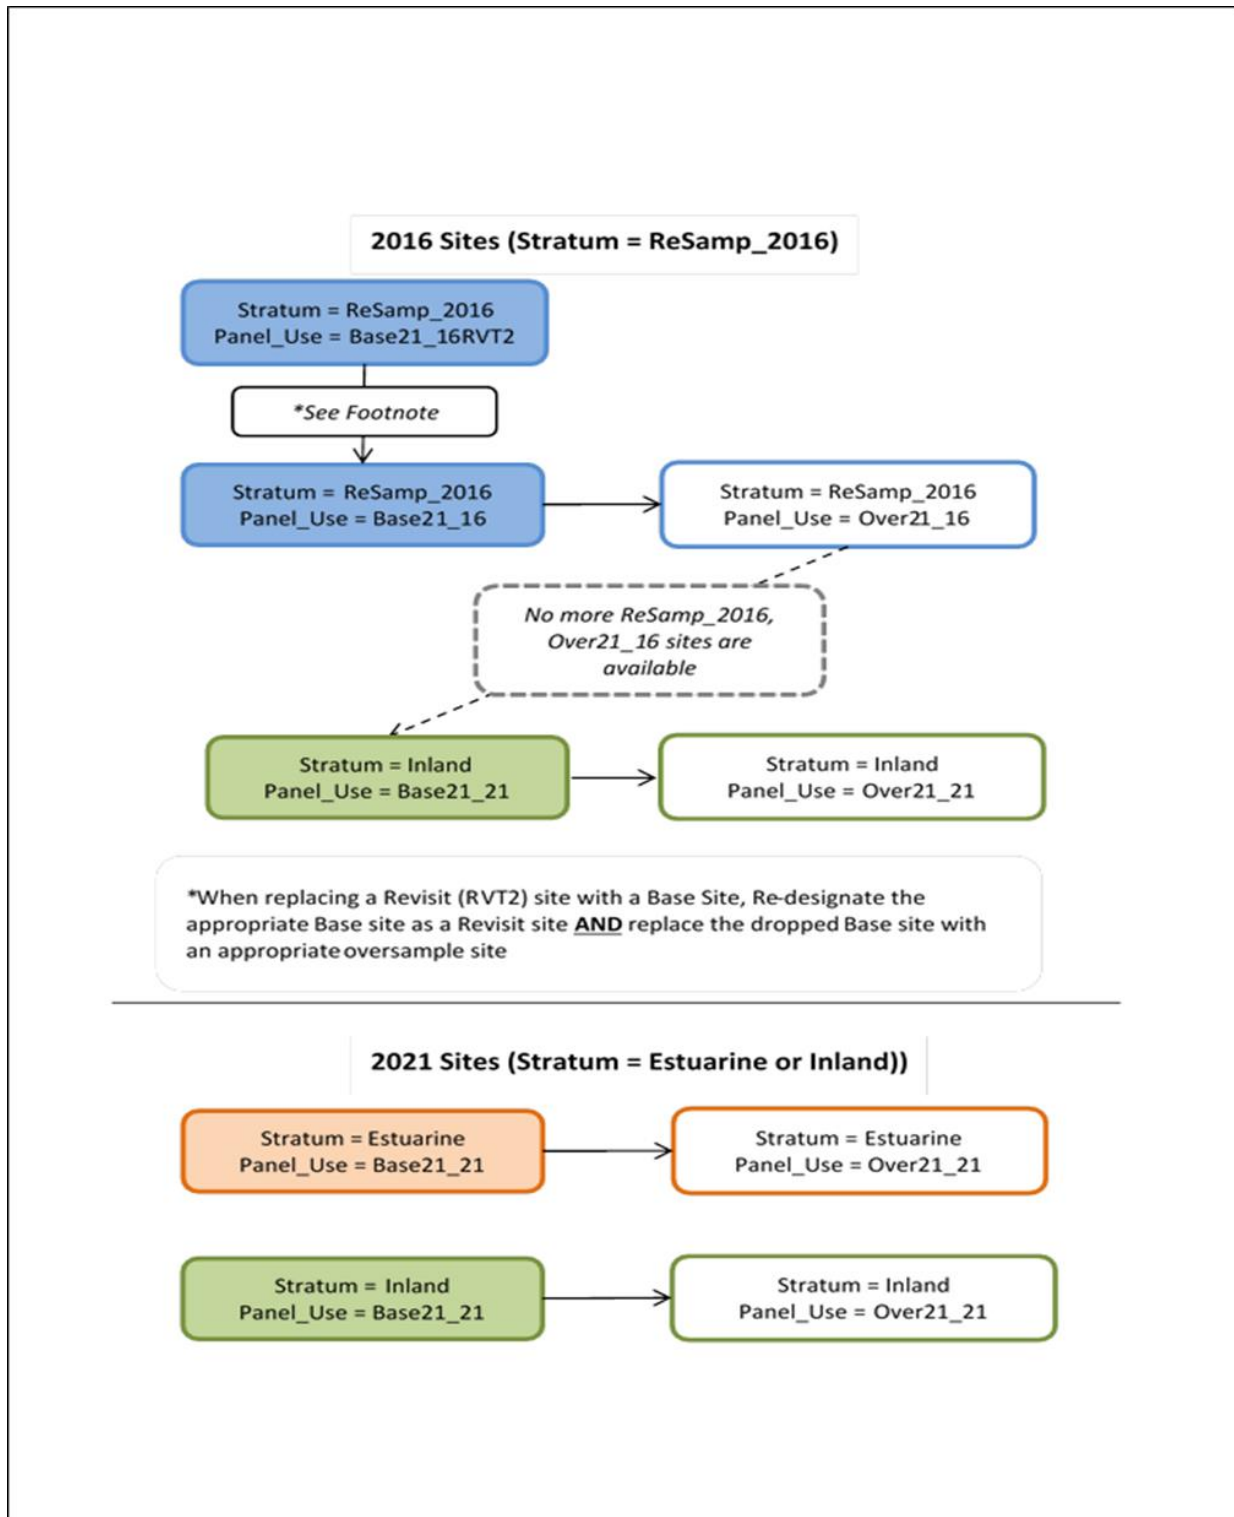 2016 Sites (Stratum = ReSamp_2016)
Stratum = ReSamp_2016
Panel_Use = Base21_16RVT2
*See Footnote
Stratum = ReSamp_2016
Panel_Use = Base21_16
Stratum = ReSamp_2016
Panel_Use = Over21_16
No more ReSamp_2016,
Over21_16 sites are
available
Stratum = Inland
Panel_Use = Base21_21
Stratum = Inland
Panel_Use = Over21_21
*When replacing a Revisit (RVT2) site with a Base Site, Re-designate the
appropriate Base site as a Revisit site AND replace the dropped Base site with
an appropriate oversample site
2021 Sites (Stratum = Estuarine or Inland))
Stratum = Estuarine
Panel_Use = Base21_21
Stratum = Estuarine
Panel_Use = Over21_21
Stratum = Inland
Panel_Use = Base21_21
Stratum = Inland
Panel_Use = Over21_21